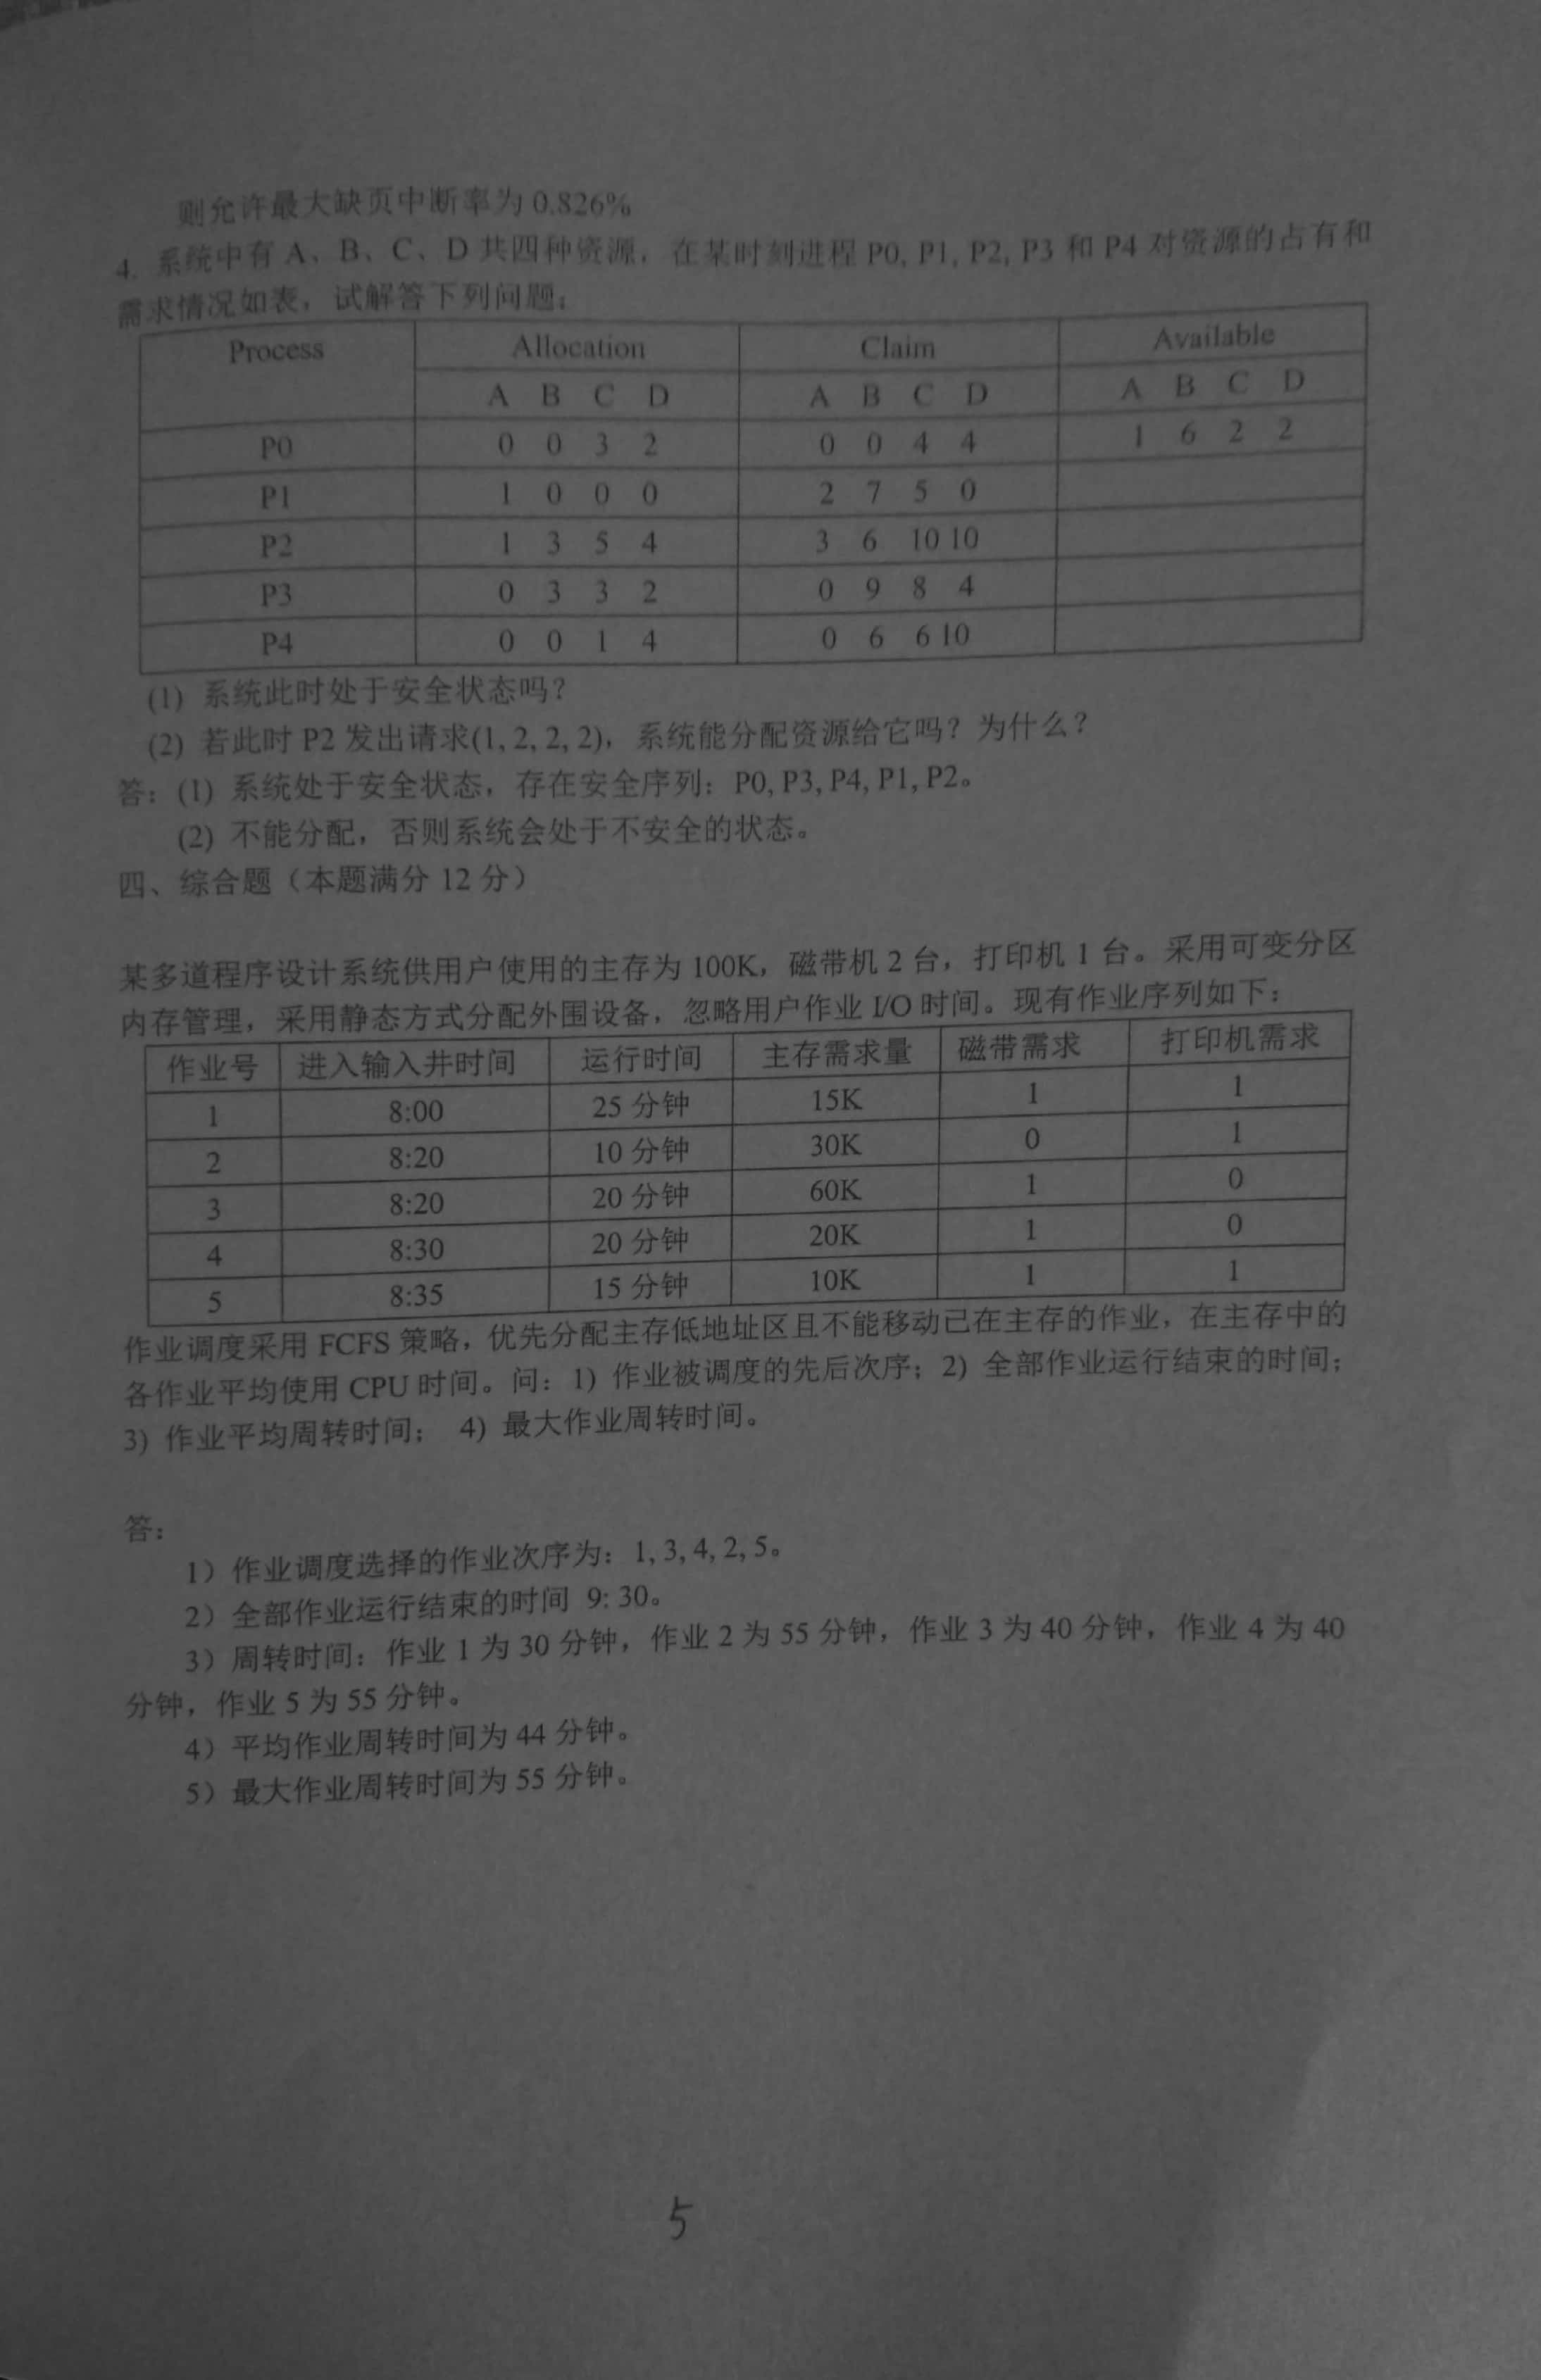 则允许最大缺页中断率为 0.826%
4. 系统中有 A、B、C、D 共四种资源，在某时刻进程 P0, P1, P2, P3 和 P4 对资源的占有和
需求情况如表，试解答下列问题：
Process Allocation Claim Available
A B C D A B C D A B C D
P0 0 0 3 2 0 0 4 4 1 6 2 2
P1 1 0 0 0 2 7 5 0
P2 1 3 5 4 3 6 10 10
P3 0 3 3 2 0 9 8 4
P4 0 0 1 4 0 6 6 10
(1) 系统此时处于安全状态吗？
(2) 若此时 P2 发出请求(1, 2, 2, 2)，系统能分配资源给它吗？为什么？
答：(1) 系统处于安全状态，存在安全序列：P0, P3, P4, P1, P2。
(2) 不能分配，否则系统会处于不安全的状态。
四、综合题（本题满分 12 分）
某多道程序设计系统供用户使用的主存为 100K，磁带机 2 台，打印机 1 台。采用可变分区
内存管理，采用静态方式分配外围设备，忽略用户作业 I/O 时间。现有作业序列如下：
作业号 进入输入井时间 运行时间 主存需求量 磁带需求 打印机需求
1 8:00 25 分钟 15K 1 1
2 8:20 10 分钟 30K 0 1
3 8:20 20 分钟 60K 1 0
4 8:30 20 分钟 20K 1 0
5 8:35 15 分钟 10K 1 1
作业调度采用 FCFS 策略，优先分配主存低地址区且不能移动已在主存的作业，在主存中的
各作业平均使用 CPU 时间。问：1) 作业被调度的先后次序；2) 全部作业运行结束的时间；
3) 作业平均周转时间； 4) 最大作业周转时间。
答：
1）作业调度选择的作业次序为：1, 3, 4, 2, 5。
2）全部作业运行结束的时间 9: 30。
3）周转时间：作业 1 为 30 分钟，作业 2 为 55 分钟，作业 3 为 40 分钟，作业 4 为 40
分钟，作业 5 为 55 分钟。
4）平均作业周转时间为 44 分钟。
5）最大作业周转时间为 55 分钟。
5